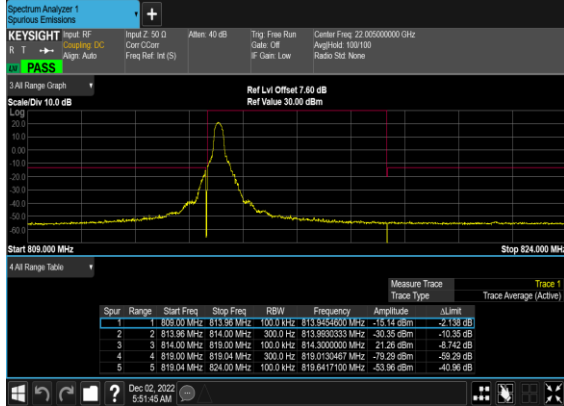 Spectrum Analyzer 1
Spurious Emissions
KEYSIGHT
R T
LXI PASS
Input: RF
Coupling: DC
Align: Auto
Input Z: 50 Ω
Corr CCorr
Freq Ref: Int (S)
Atten: 40 dB
Trig: Free Run
Gate: Off
IF Gain: Low
Center Freq: 22.005000000 GHz
Avg|Hold: 100/100
Radio Std: None
3 All Range Graph
Scale/Div 10.0 dB
Ref Lvl Offset 7.60 dB
Ref Value 30.00 dBm
Log
20.0
10.0
0.00
-10.0
-20.0
-30.0
-40.0
-50.0
-60.0
Start 809.000 MHz
Stop 824.000 MHz
4 All Range Table
Measure Trace Trace 1
Trace Type Trace Average (Active)
Spur Range Start Freq Stop Freq RBW Frequency Amplitude ΔLimit
1 1 809.00 MHz 813.96 MHz 100.0 kHz 813.9454600 MHz -15.14 dBm -2.138 dB
2 2 813.96 MHz 814.00 MHz 300.0 Hz 813.9930333 MHz -30.35 dBm -10.35 dB
3 3 814.00 MHz 819.00 MHz 100.0 kHz 814.3000000 MHz 21.26 dBm -8.742 dB
4 4 819.00 MHz 819.04 MHz 300.0 Hz 819.0130467 MHz -79.29 dBm -59.29 dB
5 5 819.04 MHz 824.00 MHz 100.0 kHz 819.6417100 MHz -53.96 dBm -40.96 dB
?
Dec 02, 2022
5:51:45 AM